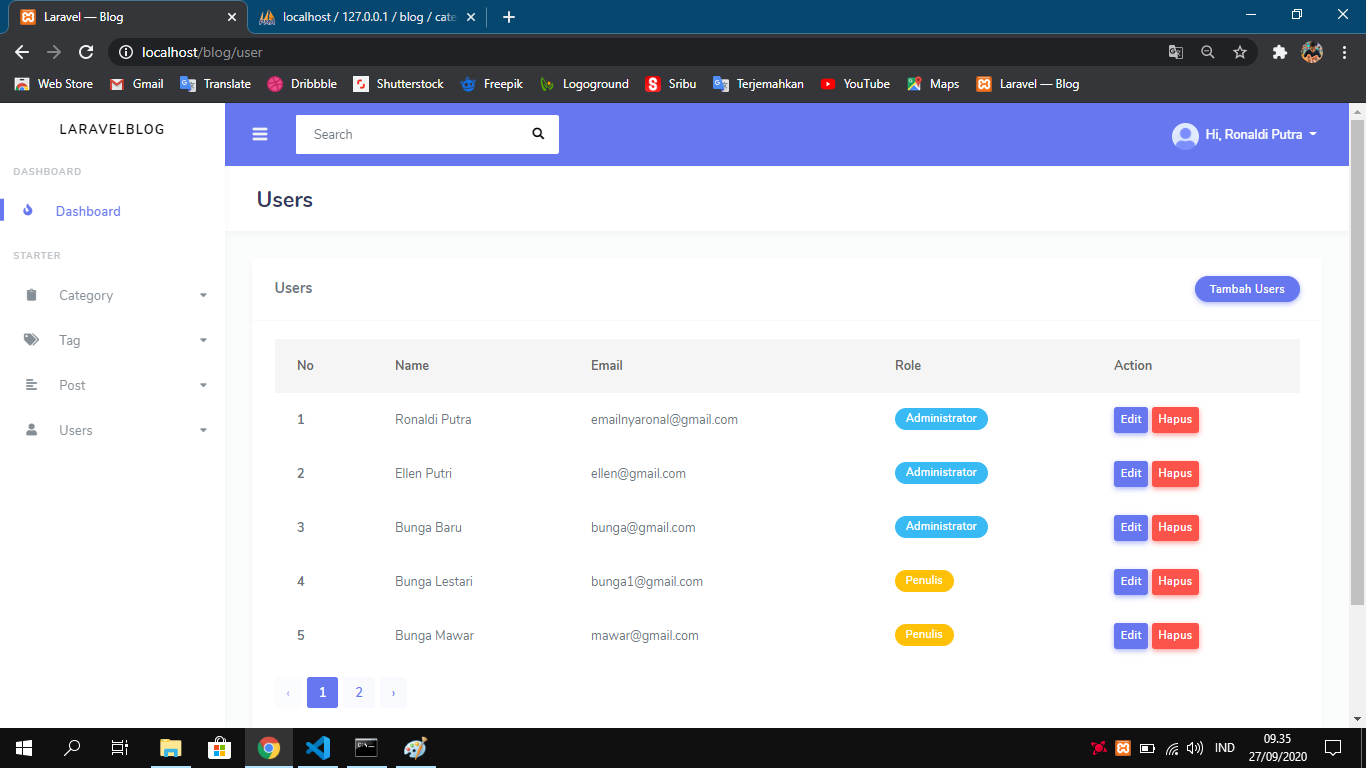 Laravel — Blog
localhost / 127.0.0.1 / blog / cate
localhost/blog/user
Web Store
Gmail
Translate
Dribbble
Shutterstock
Freepik
Logoground
Sribu
Terjemahkan
YouTube
Maps
Laravel — Blog
LARAVELBLOG
Search
Hi, Ronaldi Putra
DASHBOARD
Dashboard
STARTER
Category
Tag
Post
Users
Users
Users
Tambah Users
No Name Email Role Action
1 Ronaldi Putra emailnyaronal@gmail.com Administrator Edit Hapus
2 Ellen Putri ellen@gmail.com Administrator Edit Hapus
3 Bunga Baru bunga@gmail.com Administrator Edit Hapus
4 Bunga Lestari bunga1@gmail.com Penulis Edit Hapus
5 Bunga Mawar mawar@gmail.com Penulis Edit Hapus
‹ 1 2 ›
IND
09.35
27/09/2020